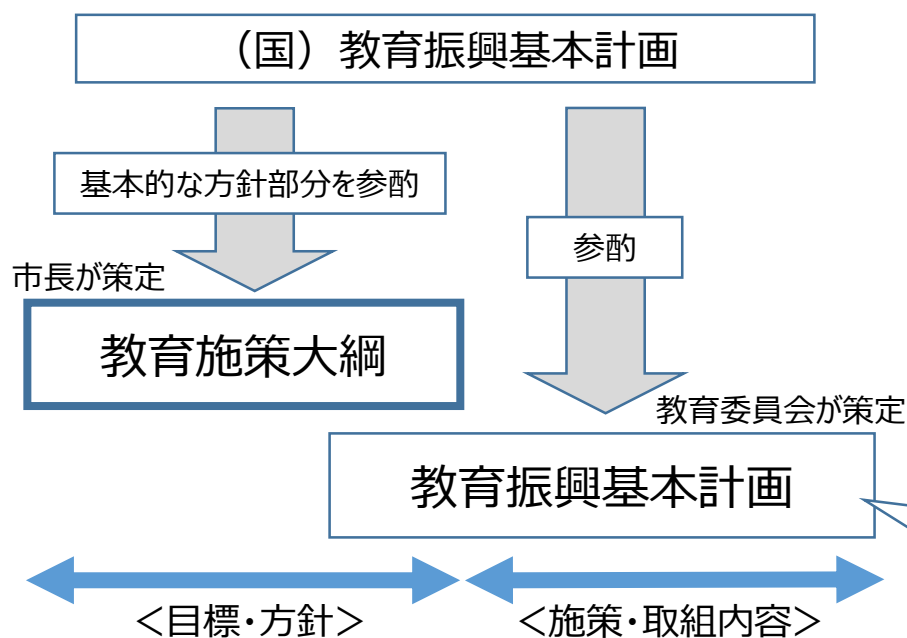 （国）教育振興基本計画
基本的な方針部分を参酌
参酌
市長が策定
教育施策大綱
教育委員会が策定
教育振興基本計画
＜目標・方針＞
＜施策・取組内容＞